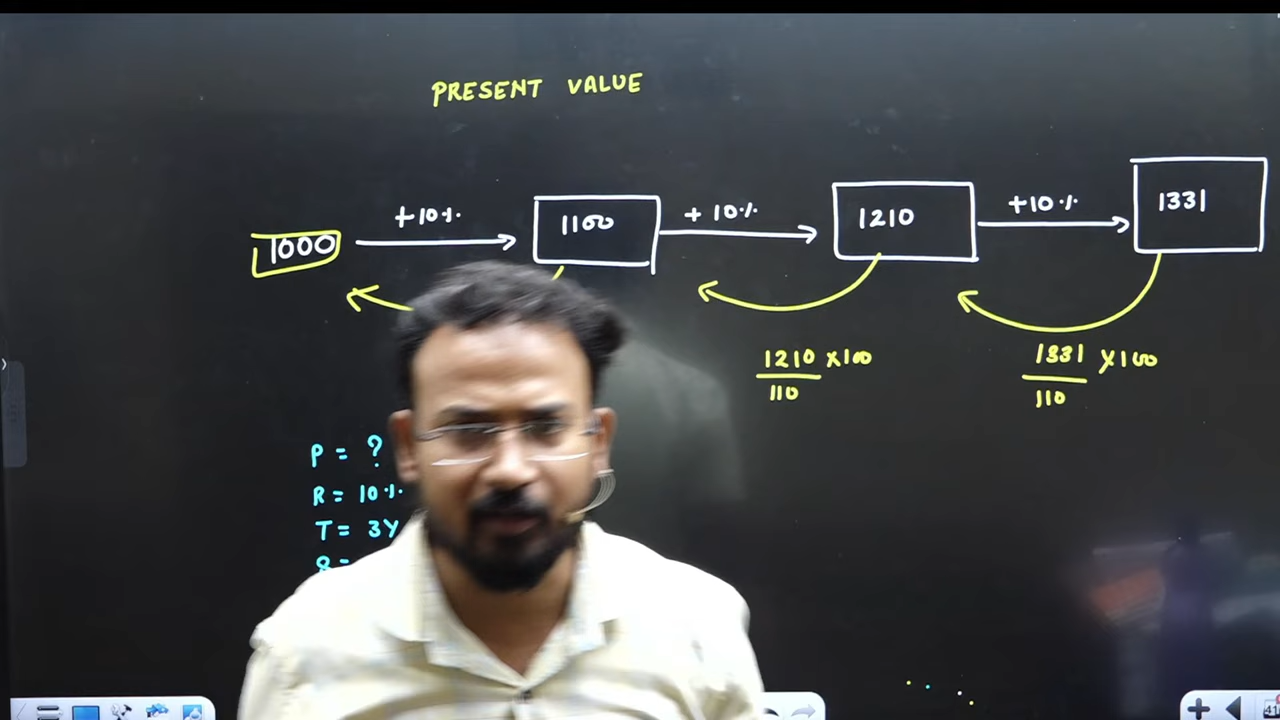 PRESENT VALUE
1000 +10% 1100 + 10% 1210 +10% 1331
1210 ×100
110
1331 ×100
110
P = ?
R = 10%
T = 3Y